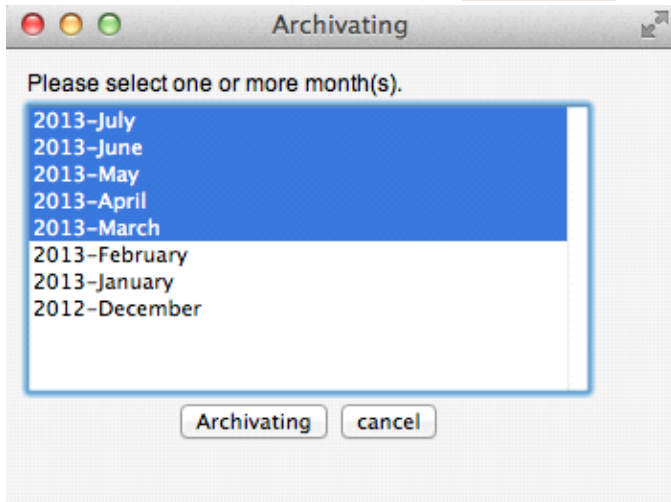 Archivating
Please select one or more month(s).
2013-July
2013-June
2013-May
2013-April
2013-March
2013-February
2013-January
2012-December
Archivating cancel